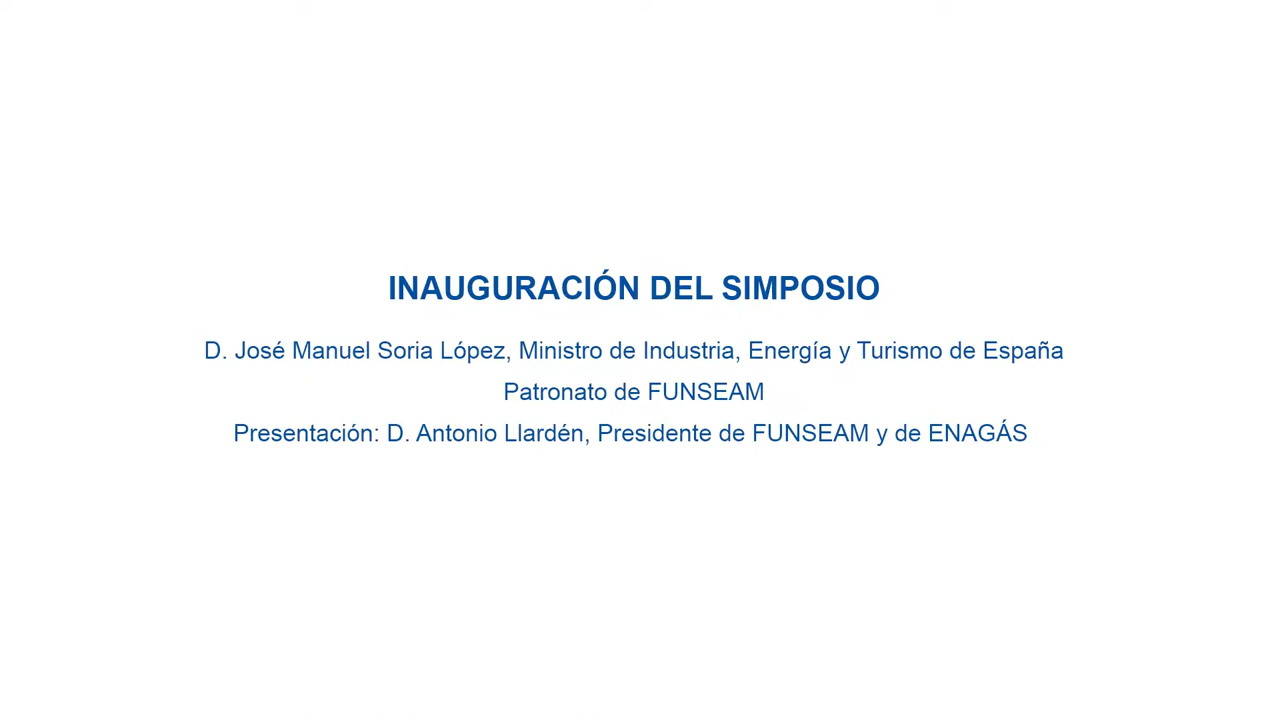 INAUGURACIÓN DEL SIMPOSIO
D. José Manuel Soria López, Ministro de Industria, Energía y Turismo de España
Patronato de FUNSEAM
Presentación: D. Antonio Llardén, Presidente de FUNSEAM y de ENAGÁS